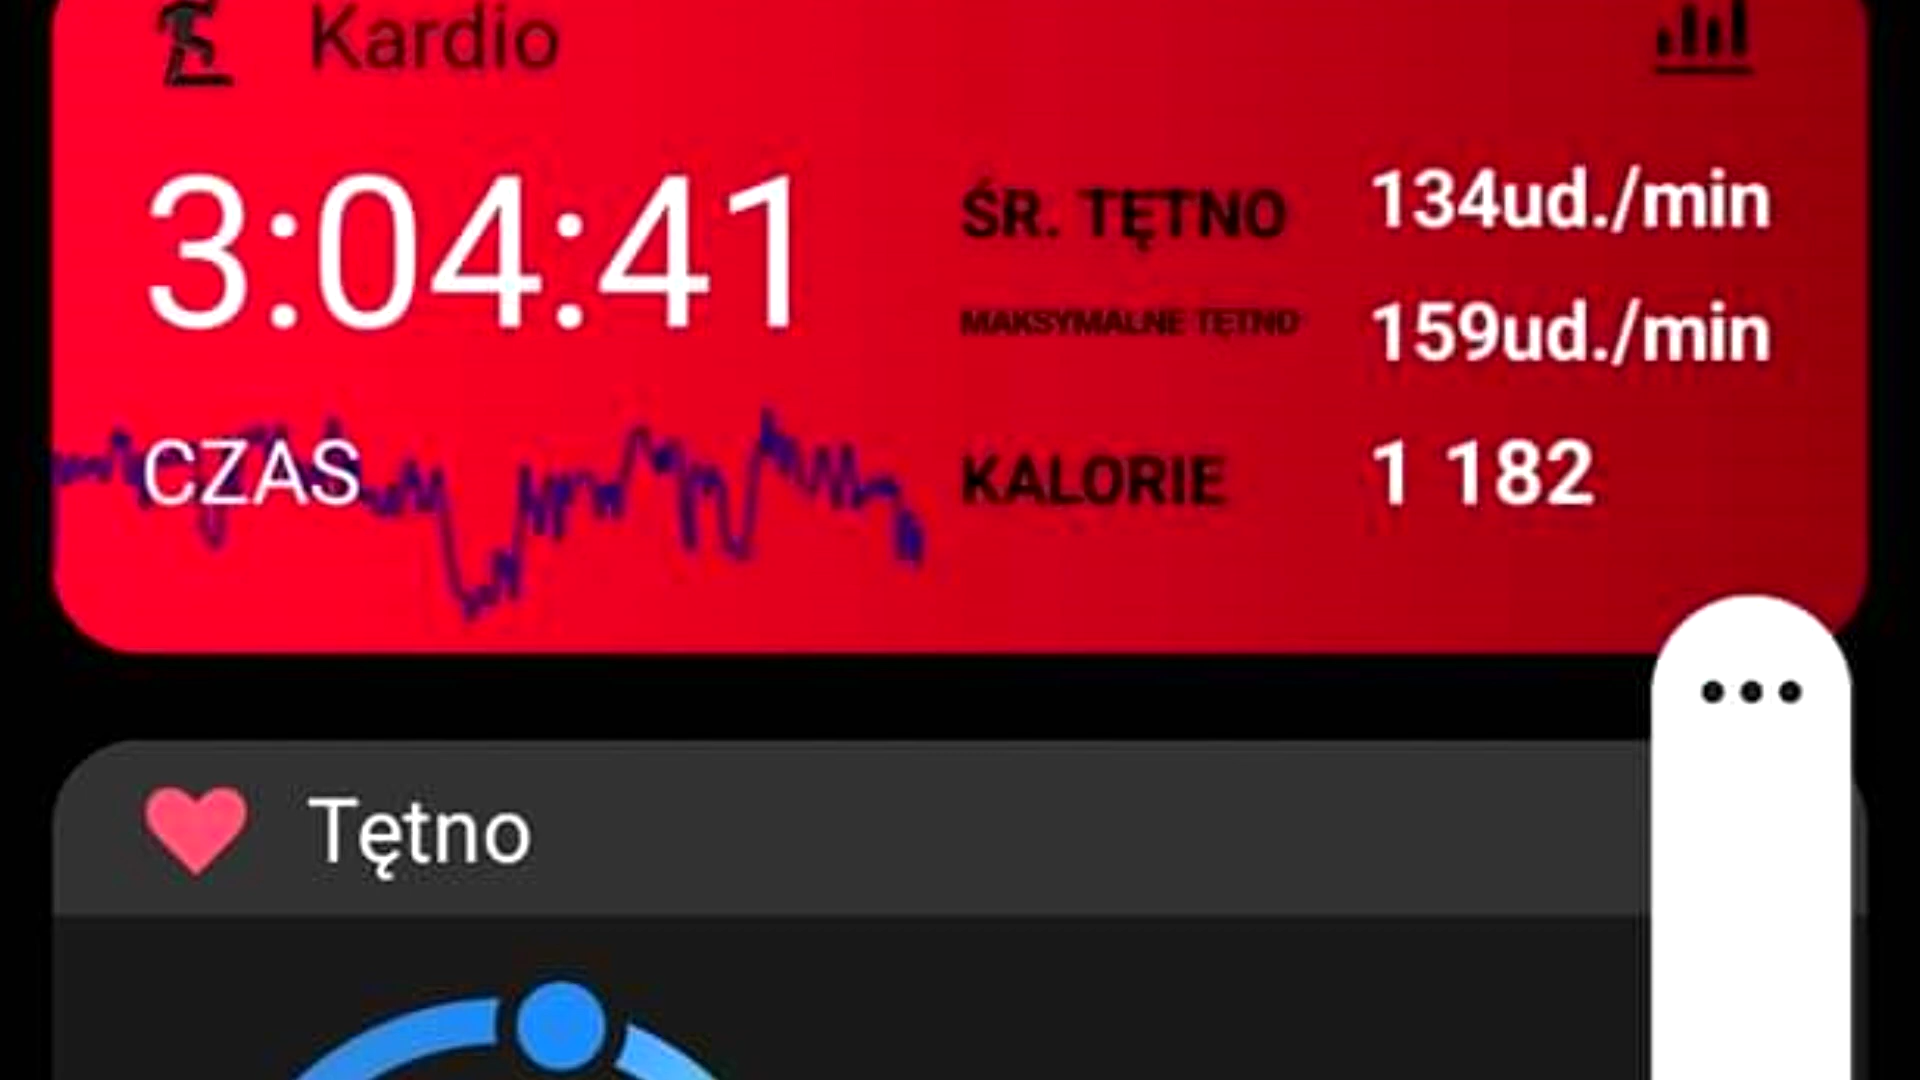 Kardio
3:04:41
CZAS
ŚR. TĘTNO 134ud./min
MAKSYMALNE TĘTNO 159ud./min
KALORIE 1 182
Tętno